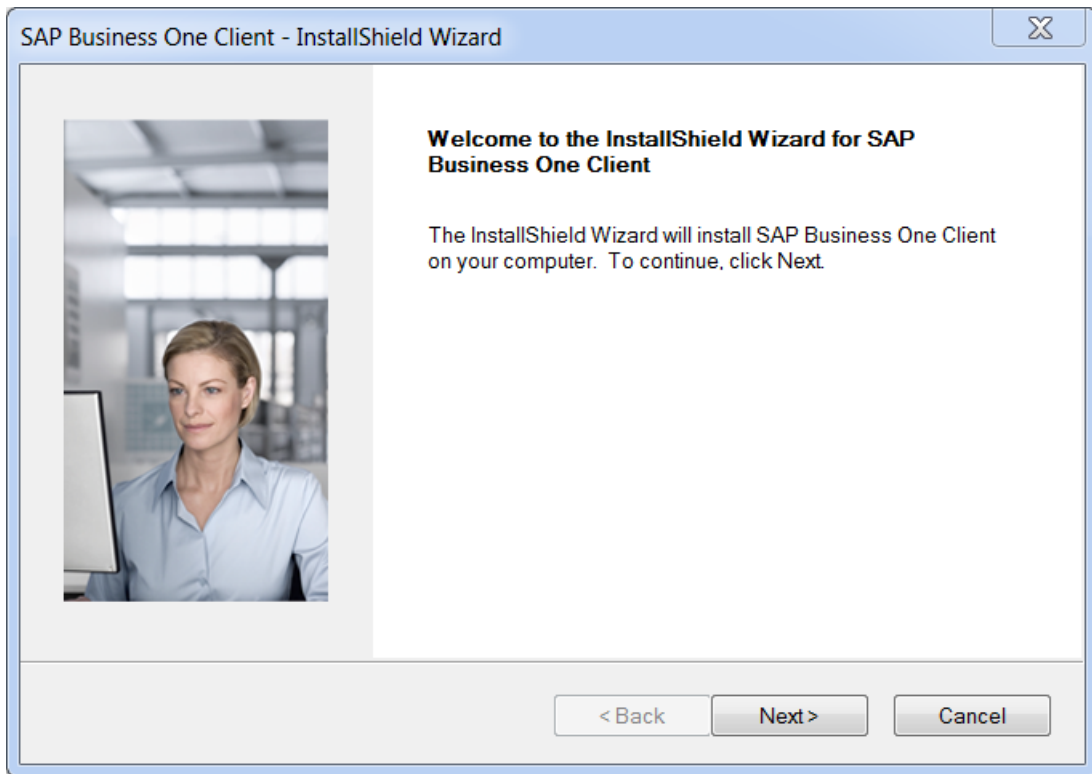 SAP Business One Client - InstallShield Wizard
Welcome to the InstallShield Wizard for SAP
Business One Client
The InstallShield Wizard will install SAP Business One Client
on your computer.  To continue, click Next.
< Back
Next >
Cancel